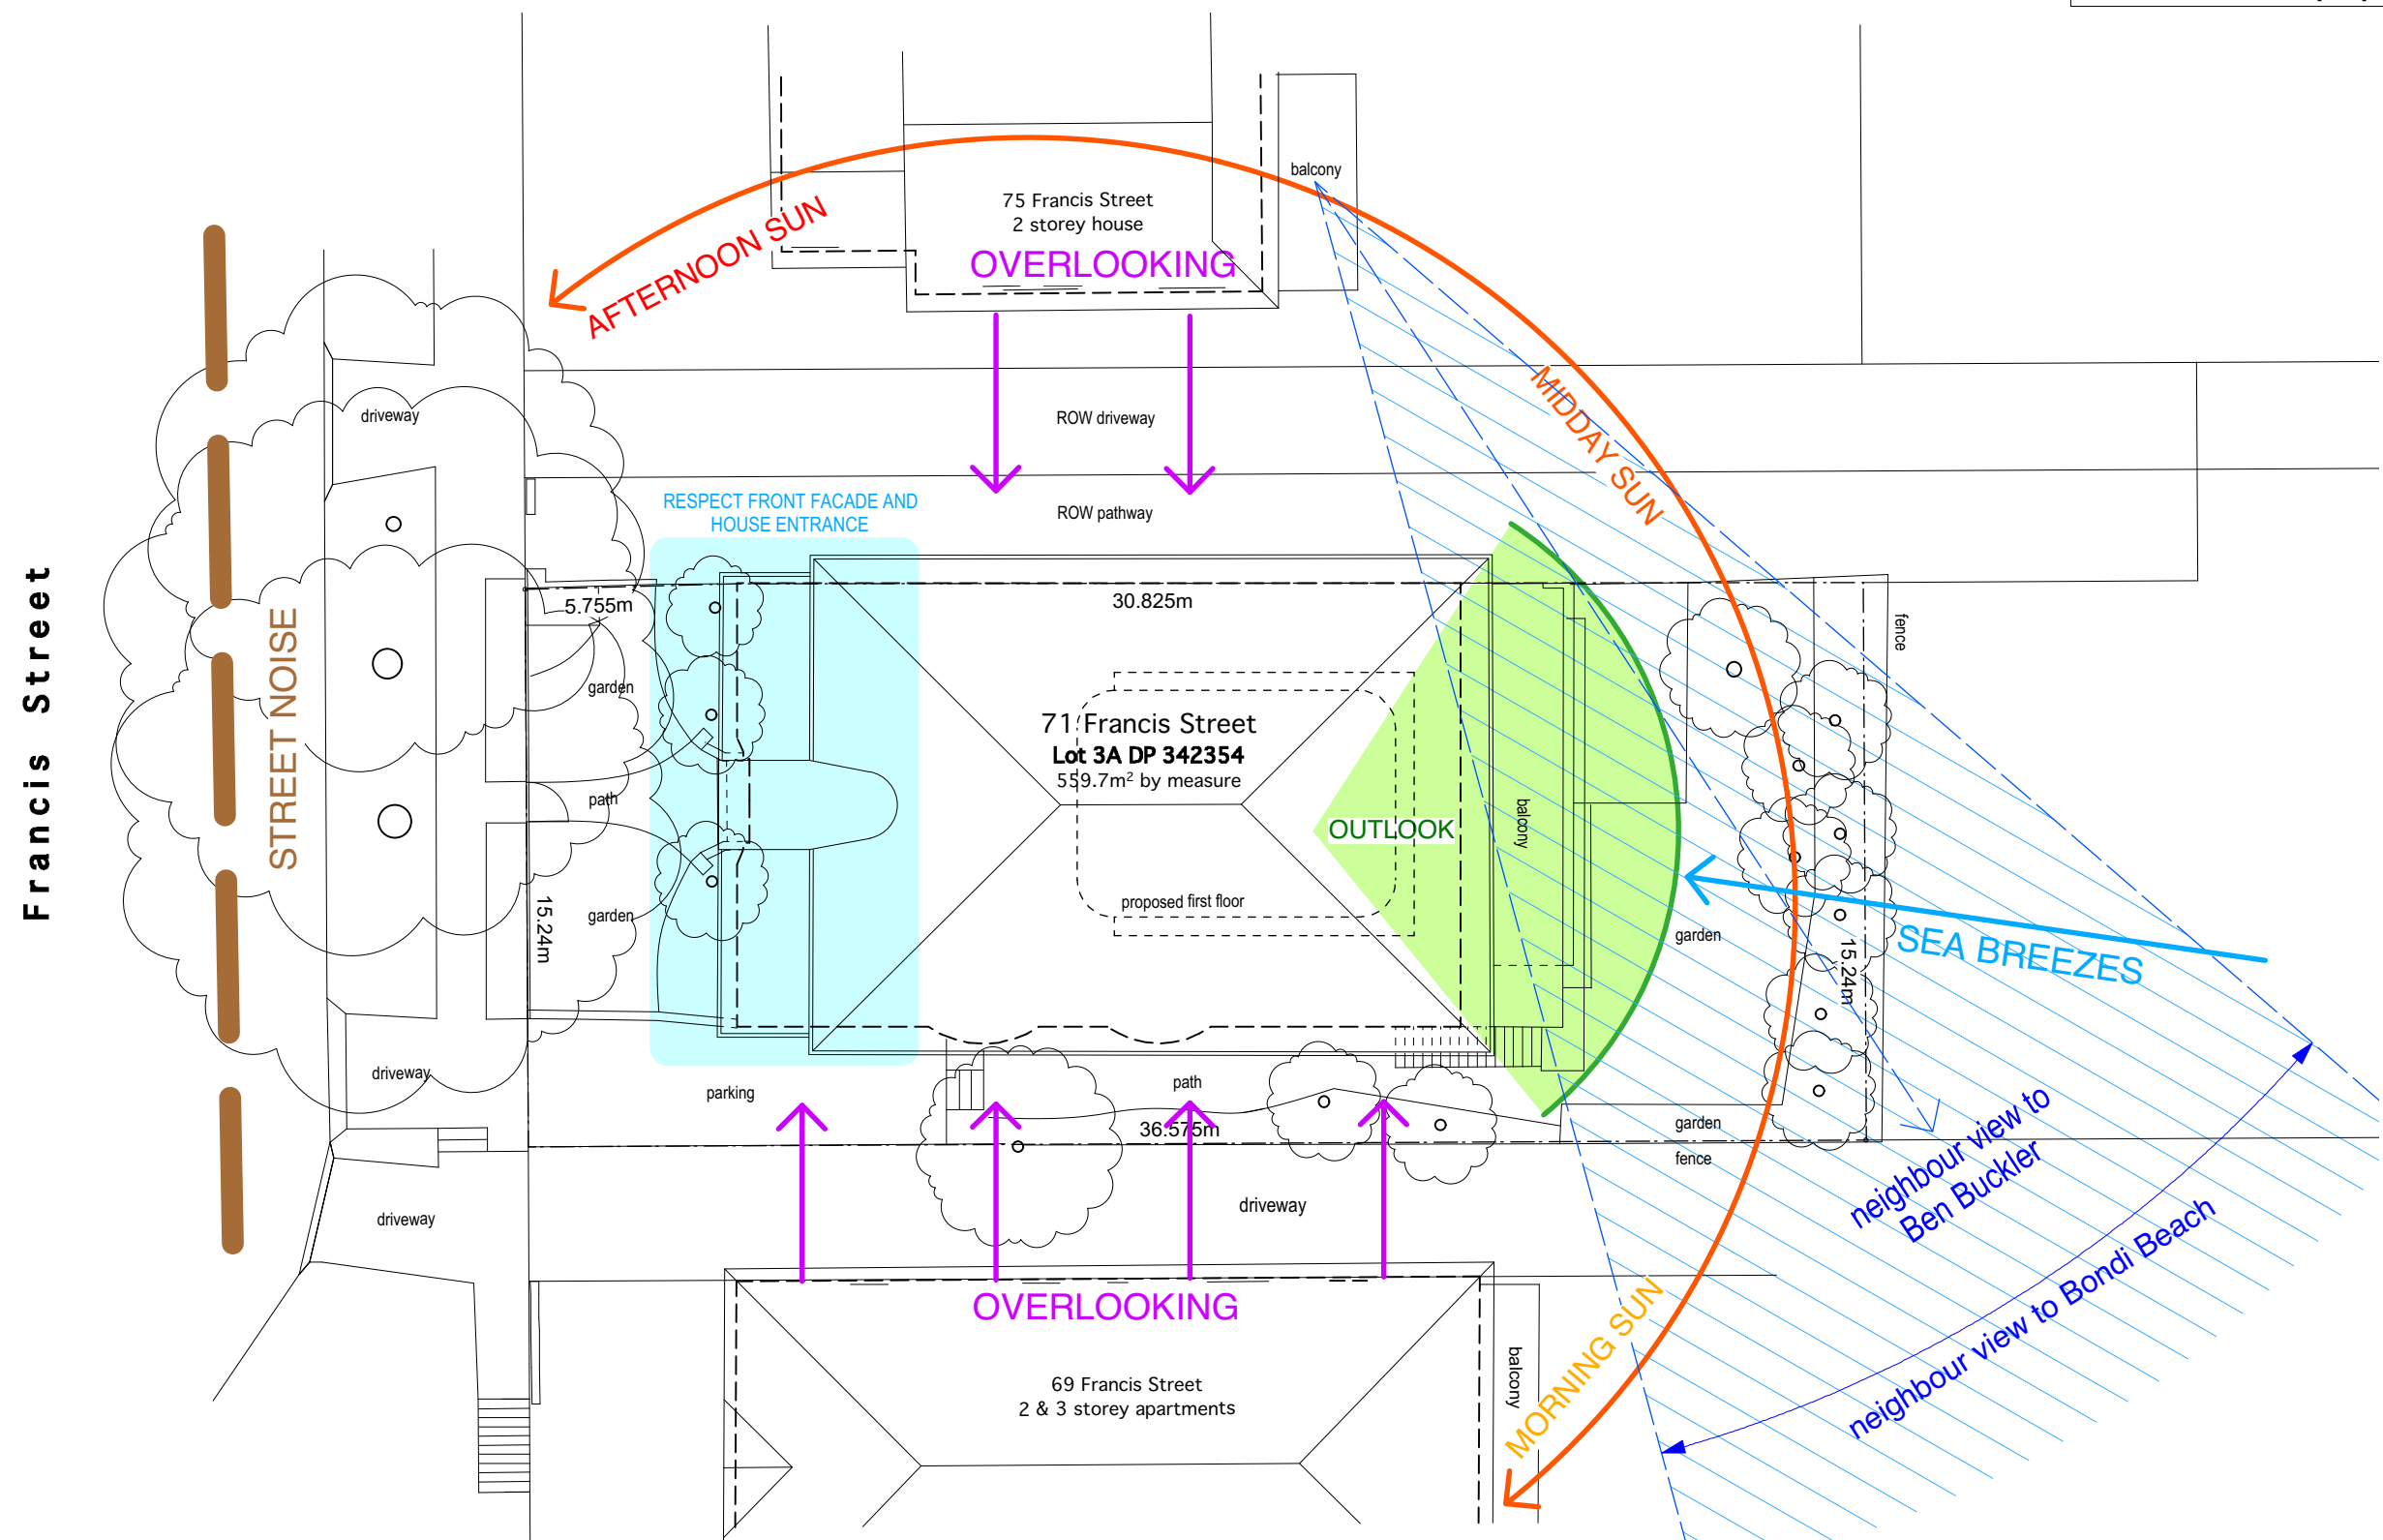 balcony
75 Francis Street
2 storey house
OVERLOOKING
AFTERNOON SUN
MIDDAY SUN
driveway
ROW driveway
RESPECT FRONT FACADE AND
HOUSE ENTRANCE
ROW pathway
Francis Street
STREET NOISE
5.755m
30.825m
fence
garden
71 Francis Street
Lot 3A DP 342354
559.7m² by measure
path
OUTLOOK
balcony
proposed first floor
garden
15.24m
garden
15.24m
SEA BREEZES
driveway
parking
path
36.575m
garden
fence
neighbour view to
Ben Buckler
driveway
driveway
neighbour view to Bondi Beach
OVERLOOKING
MORNING SUN
balcony
69 Francis Street
2 & 3 storey apartments